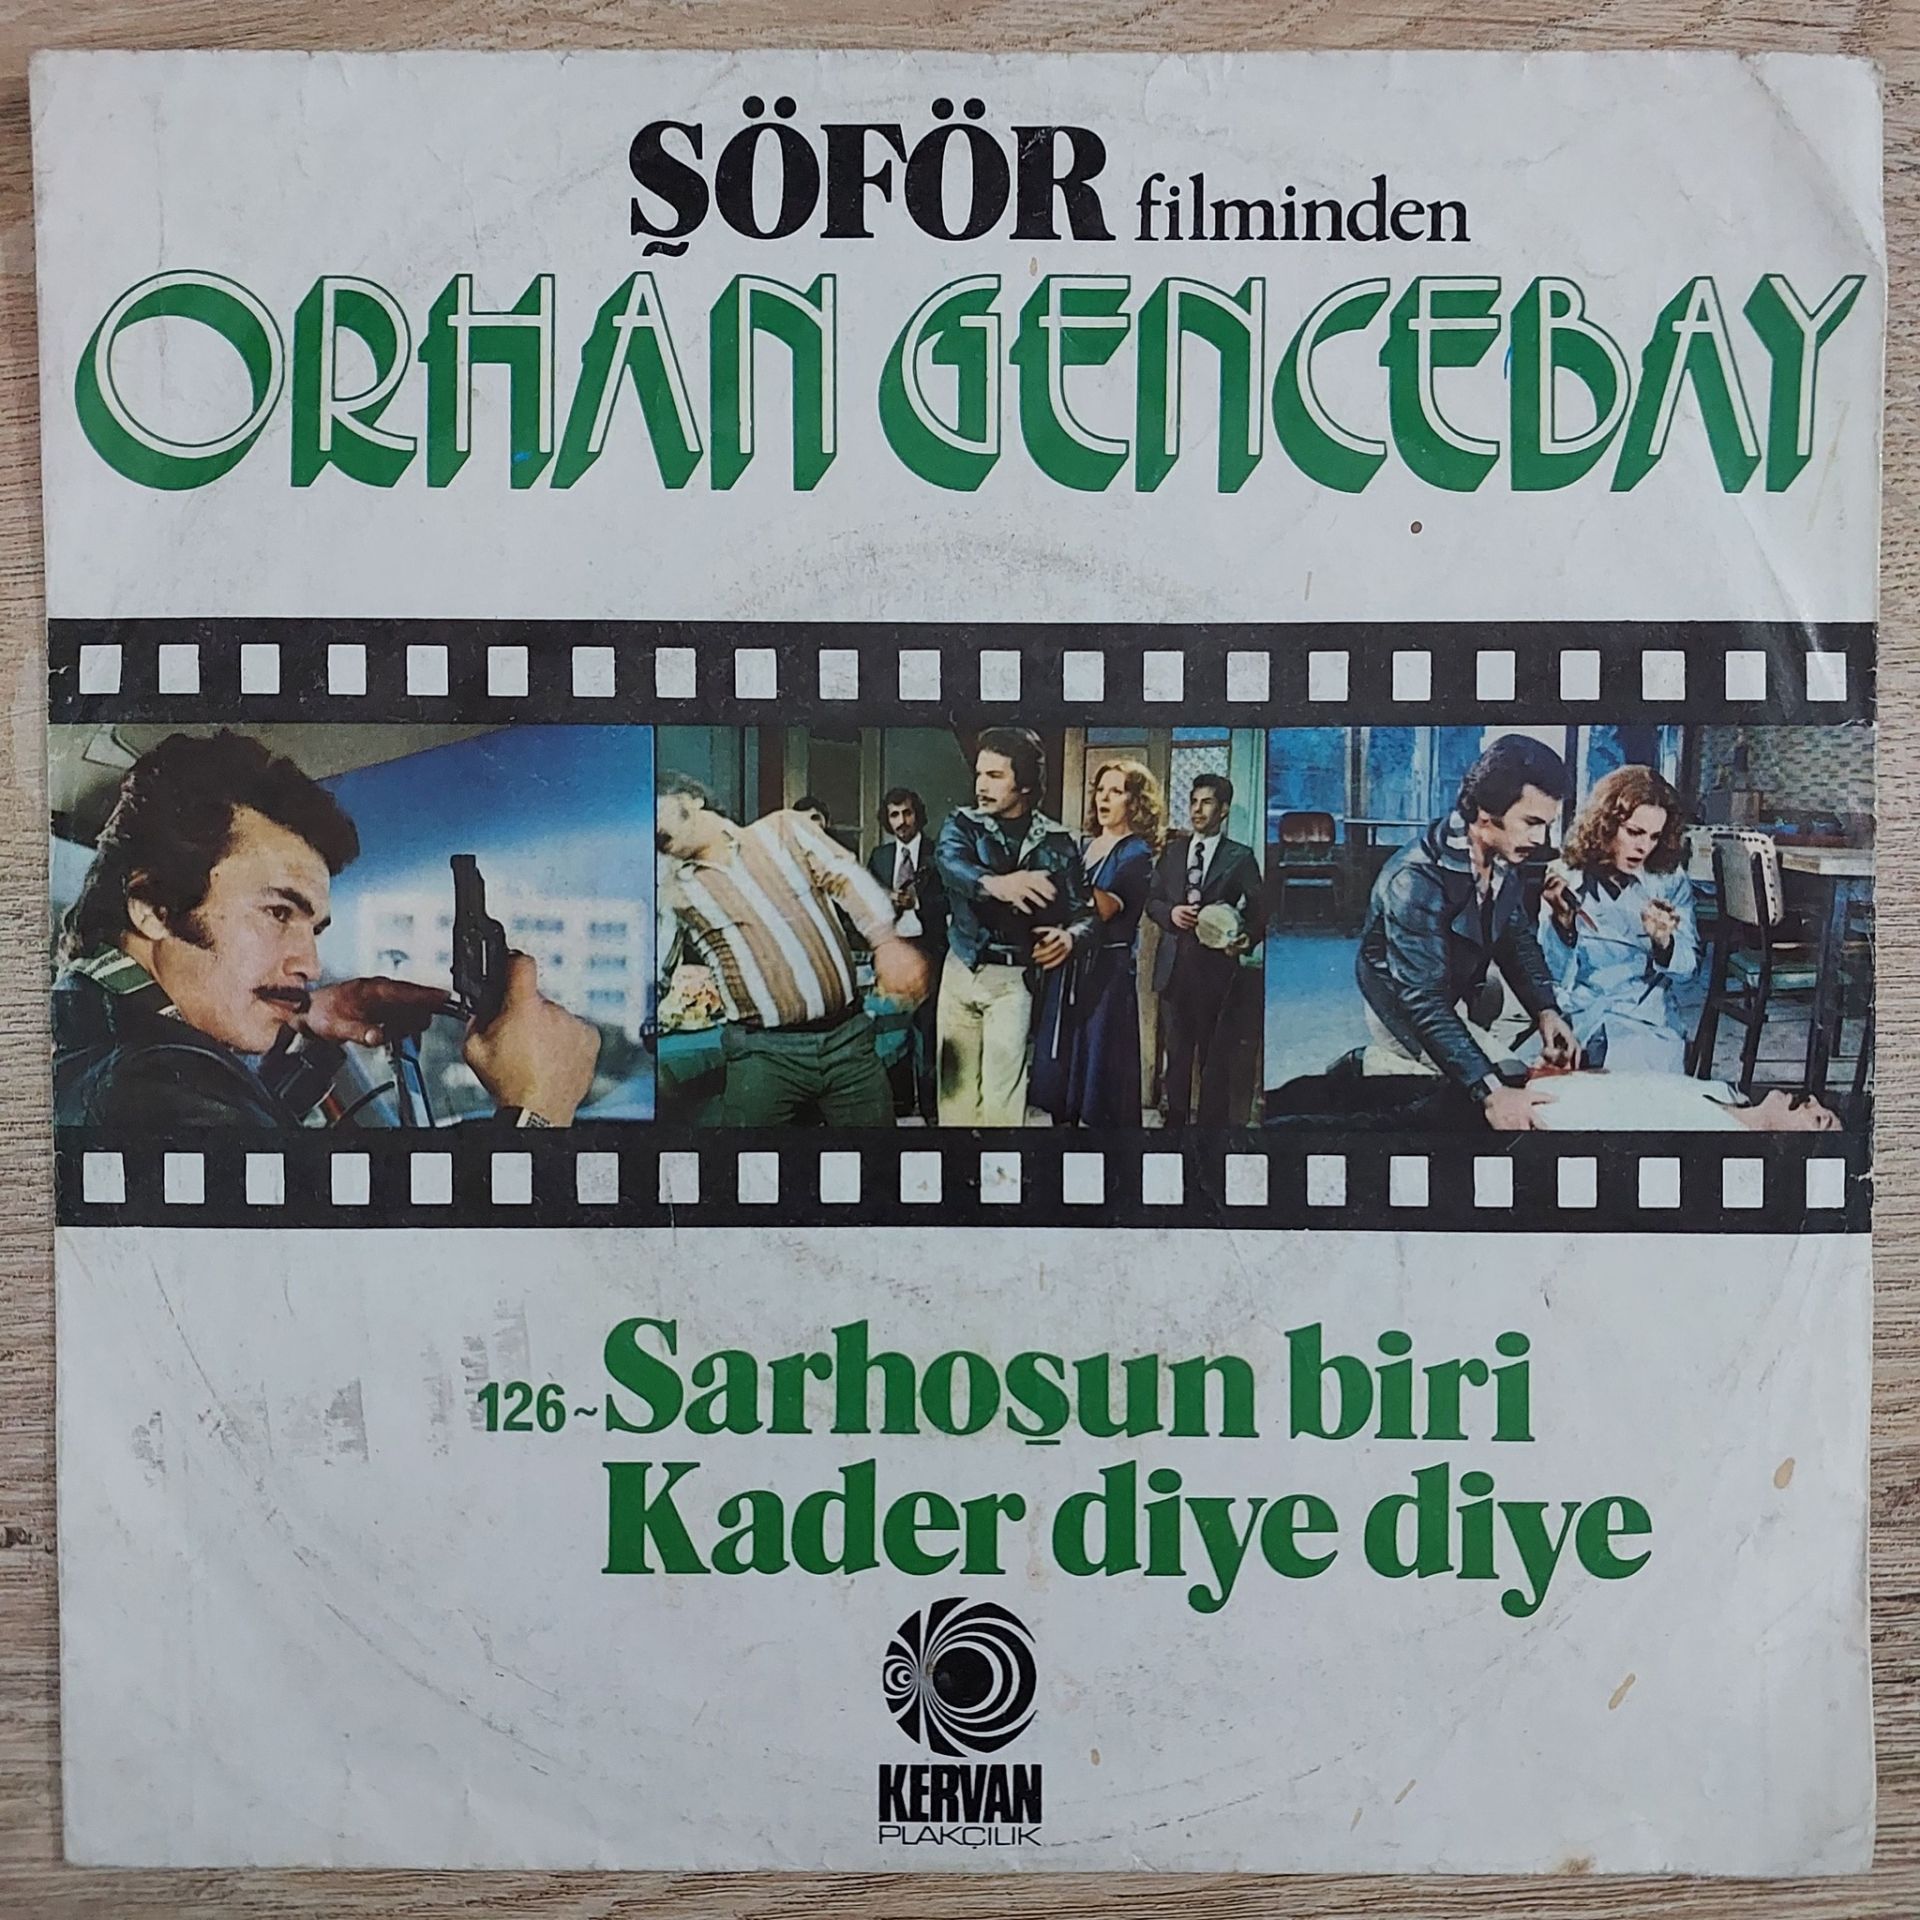 ŞÖFÖR filminden
ORHAN GENCEBAY
126~Sarhoşun biri
Kader diye diye
KERVAN
PLAKÇILIK